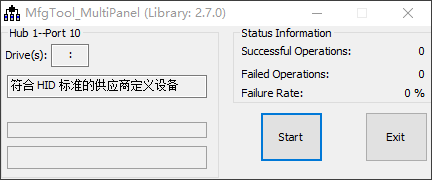 MfgTool_MultiPanel (Library: 2.7.0)
Hub 1--Port 10
Drive(s): :
符合 HID 标准的供应商定义设备
Status Information
Successful Operations: 0
Failed Operations: 0
Failure Rate: 0 %
Start
Exit